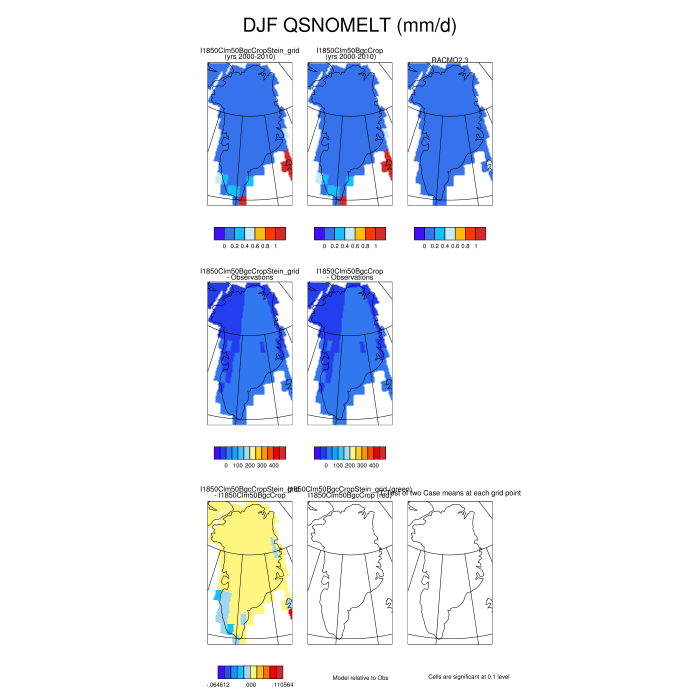 DJF QSNOMELT (mm/d)
I1850Clm50BgcCropStein_grid
(yrs 2000-2010)
I1850Clm50BgcCrop
(yrs 2000-2010)
RACMO2.3
0 0.2 0.4 0.6 0.8 1
0 0.2 0.4 0.6 0.8 1
0 0.2 0.4 0.6 0.8 1
I1850Clm50BgcCropStein_grid
- Observations
I1850Clm50BgcCrop
- Observations
0 100 200 300 400
0 100 200 300 400
I1850Clm50BgcCropStein_grid
- I1850Clm50BgcCrop
I1850Clm50BgcCropStein_grid (green)
I1850Clm50BgcCrop (red)
of two Case means at each grid point
-.064612 .000 .110564
Model relative to Obs
Cells are significant at 0.1 level